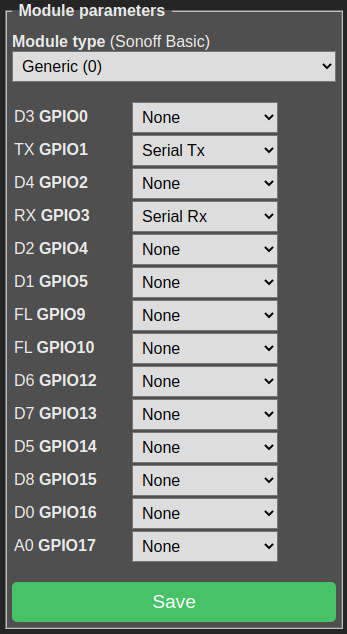 Module parameters
Module type (Sonoff Basic)
Generic (0)
D3 GPIO0 None
TX GPIO1 Serial Tx
D4 GPIO2 None
RX GPIO3 Serial Rx
D2 GPIO4 None
D1 GPIO5 None
FL GPIO9 None
FL GPIO10 None
D6 GPIO12 None
D7 GPIO13 None
D5 GPIO14 None
D8 GPIO15 None
D0 GPIO16 None
A0 GPIO17 None
Save